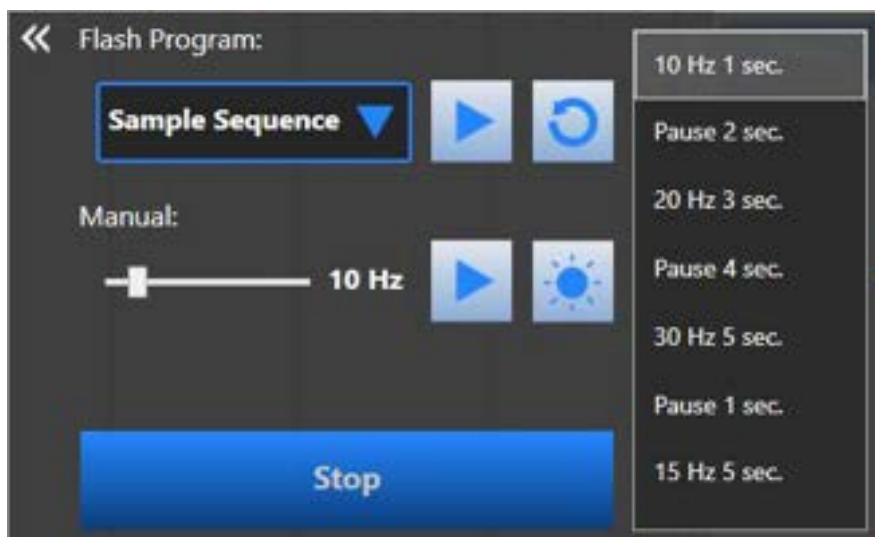 Flash Program:
Sample Sequence
Manual:
10 Hz
Stop
10 Hz 1 sec.
Pause 2 sec.
20 Hz 3 sec.
Pause 4 sec.
30 Hz 5 sec.
Pause 1 sec.
15 Hz 5 sec.